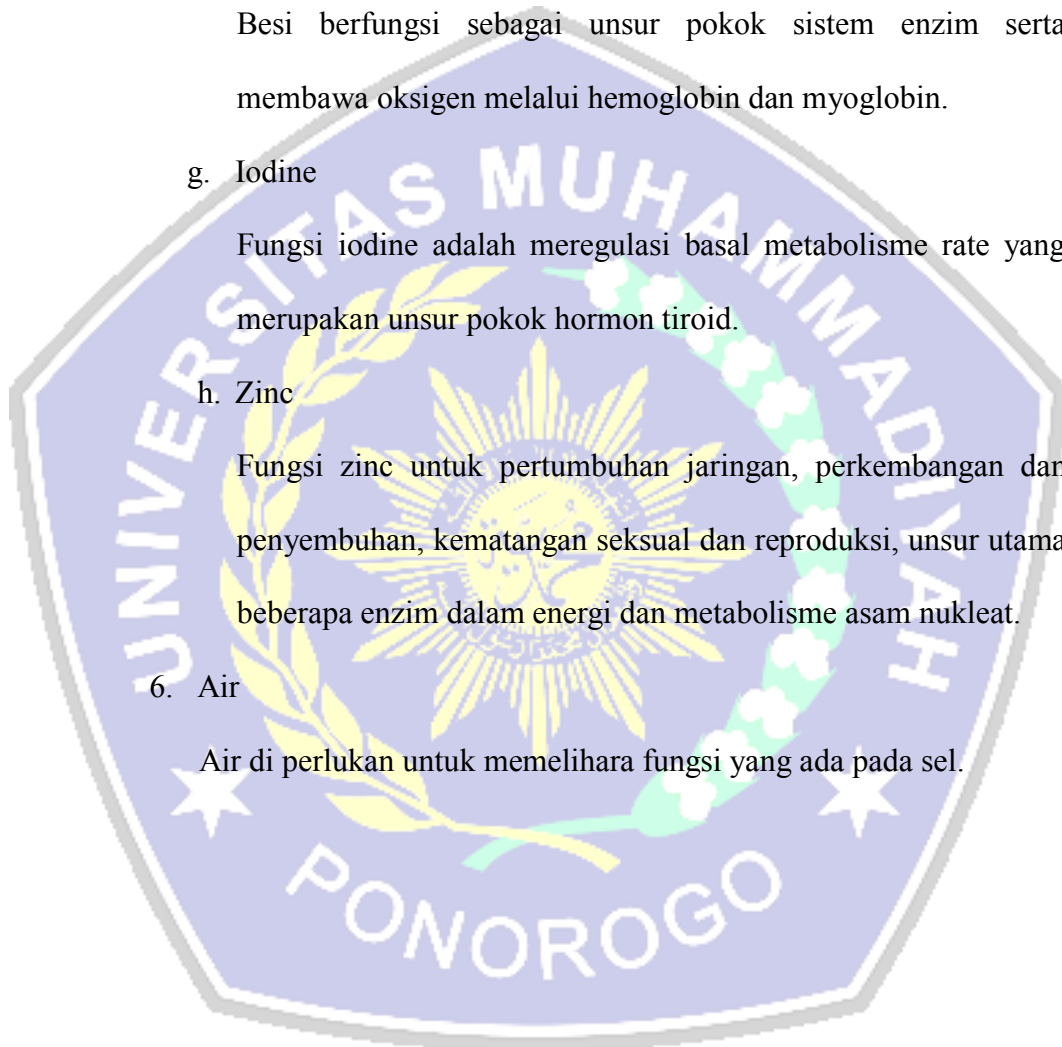 Besi berfungsi sebagai unsur pokok sistem enzim serta
membawa oksigen melalui hemoglobin dan myoglobin.
g. Iodine
Fungsi iodine adalah meregulasi basal metabolisme rate yang
merupakan unsur pokok hormon tiroid.
h. Zinc
Fungsi zinc untuk pertumbuhan jaringan, perkembangan dan
penyembuhan, kematangan seksual dan reproduksi, unsur utama
beberapa enzim dalam energi dan metabolisme asam nukleat.
6. Air
Air di perlukan untuk memelihara fungsi yang ada pada sel.
UNIVERSITAS MUHAMMADIYAH
PONOROGO